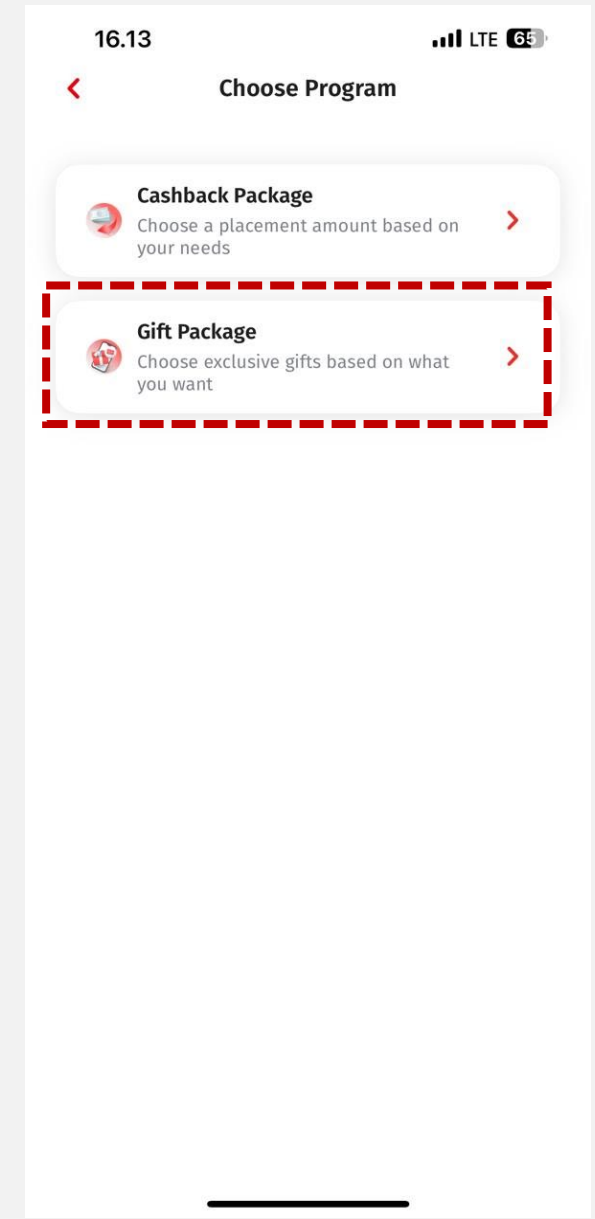 16.13 LTE 65
Choose Program
Cashback Package
Choose a placement amount based on
your needs
Gift Package
Choose exclusive gifts based on what
you want